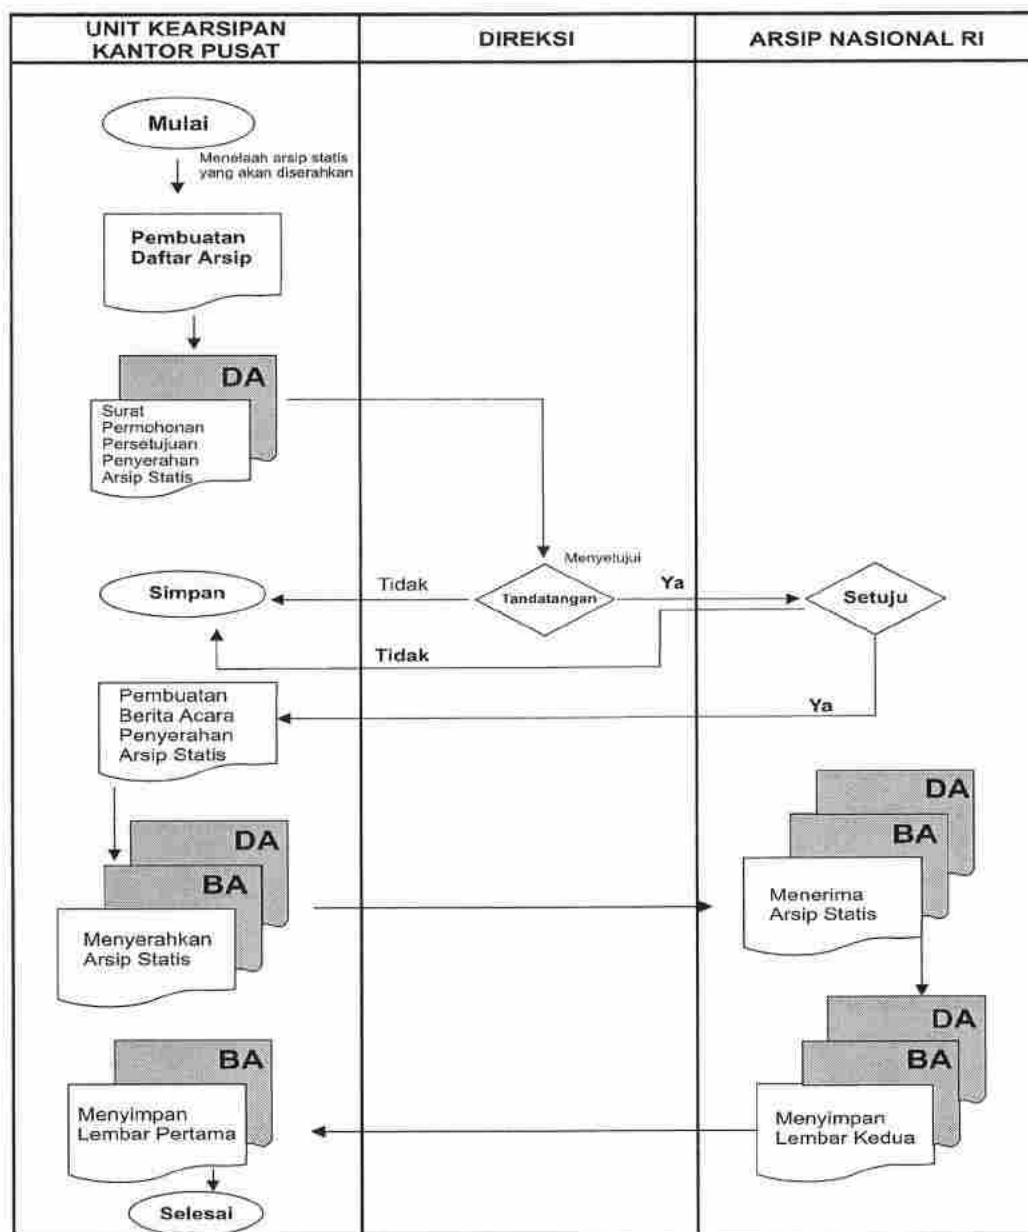 UNIT KEARSIPAN
KANTOR PUSAT
DIREKSI
ARSIP NASIONAL RI
Mulai
Menelaah arsip statis
yang akan diserahkan
Pembuatan
Daftar Arsip
DA
Surat
Permohonan
Persetujuan
Penyerahan
Arsip Statis
Menyetujui
Simpan
Tidak
Tandatangan
Ya
Setuju
Tidak
Ya
Pembuatan
Berita Acara
Penyerahan
Arsip Statis
DA
BA
Menyerahkan
Arsip Statis
DA
BA
Menerima
Arsip Statis
DA
BA
Menyimpan
Lembar Kedua
BA
Menyimpan
Lembar Pertama
Selesai